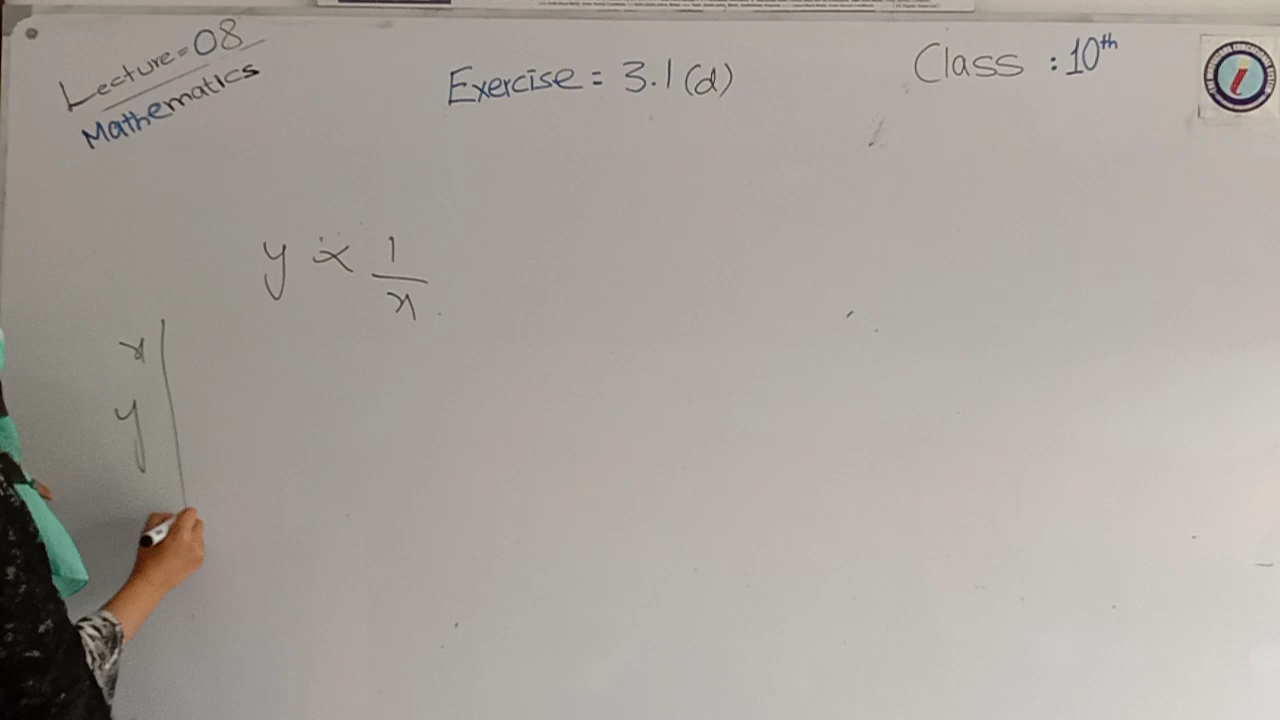 Lecture = 08
Mathematics
Exercise = 3.1 (d)
Class : 10th
y ∝ 1/x
x
y